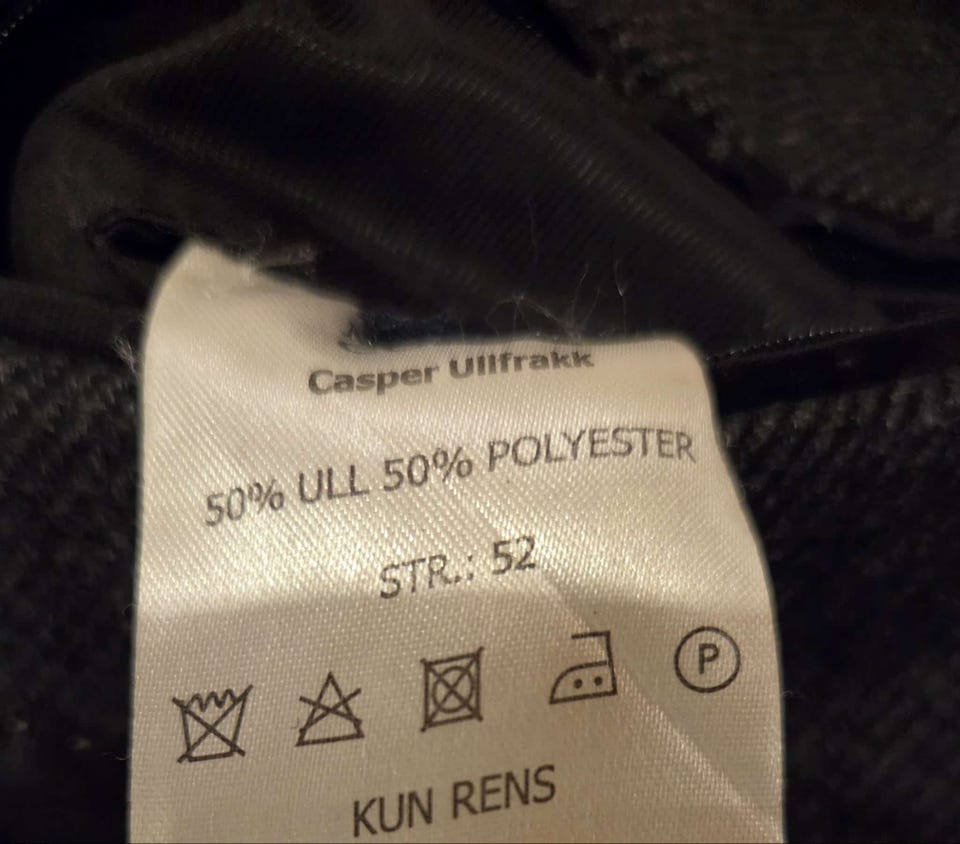 Casper Ullfrakk
50% ULL 50% POLYESTER
STR.: 52
P
KUN RENS